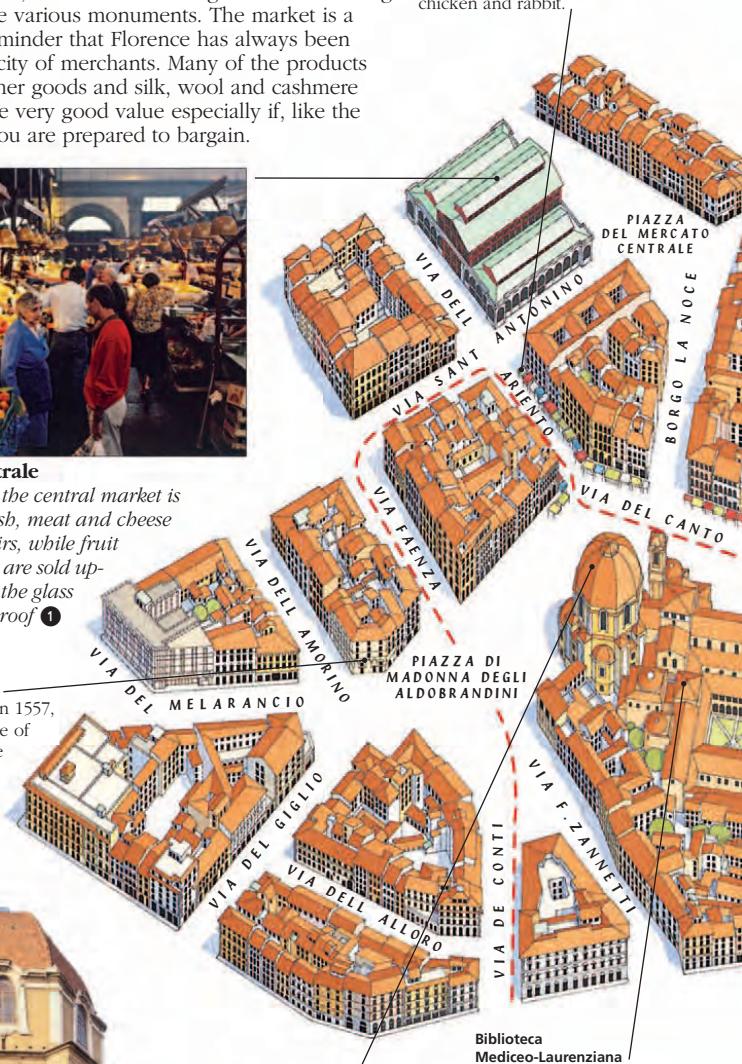 e various monuments. The market is a
minder that Florence has always been
city of merchants. Many of the products
her goods and silk, wool and cashmere
e very good value especially if, like the
ou are prepared to bargain.
chicken and rabbit.
trale
the central market is
sh, meat and cheese
irs, while fruit
are sold up-
the glass
roof 1
n 1557,
e of
e
PIAZZA
DEL MERCATO
CENTRALE
VIA DELL
ARIENTO
VIA SANT ANTONINO
BORGO LA NOCE
VIA DEL CANTO
VIA FAENZA
VIA DELL AMORINO
PIAZZA DI
MADONNA DEGLI
ALDOBRANDINI
VIA DEL MELARANCIO
VIA DEL GIGLIO
VIA DELL ALLORO
VIA DE CONTI
VIA F. ZANNETTI
Biblioteca
Mediceo-Laurenziana